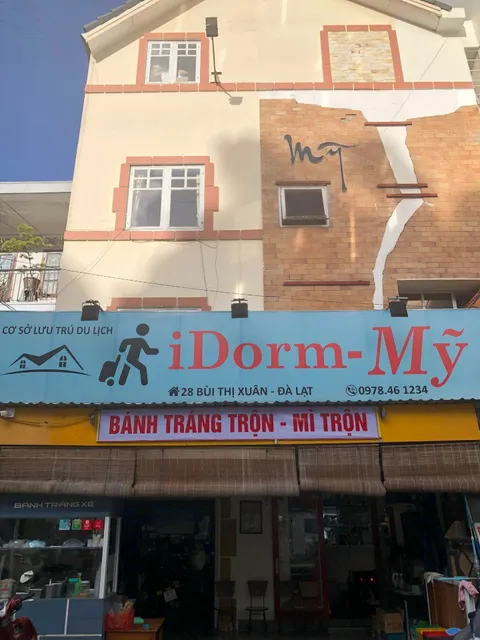 Mỹ
CƠ SỞ LƯU TRÚ DU LỊCH
iDorm-Mỹ
28 BÙI THỊ XUÂN - ĐÀ LẠT
0978.46 1234
BÁNH TRÁNG TRỘN - MÌ TRỘN
BÁNH TRÁNG XÈ